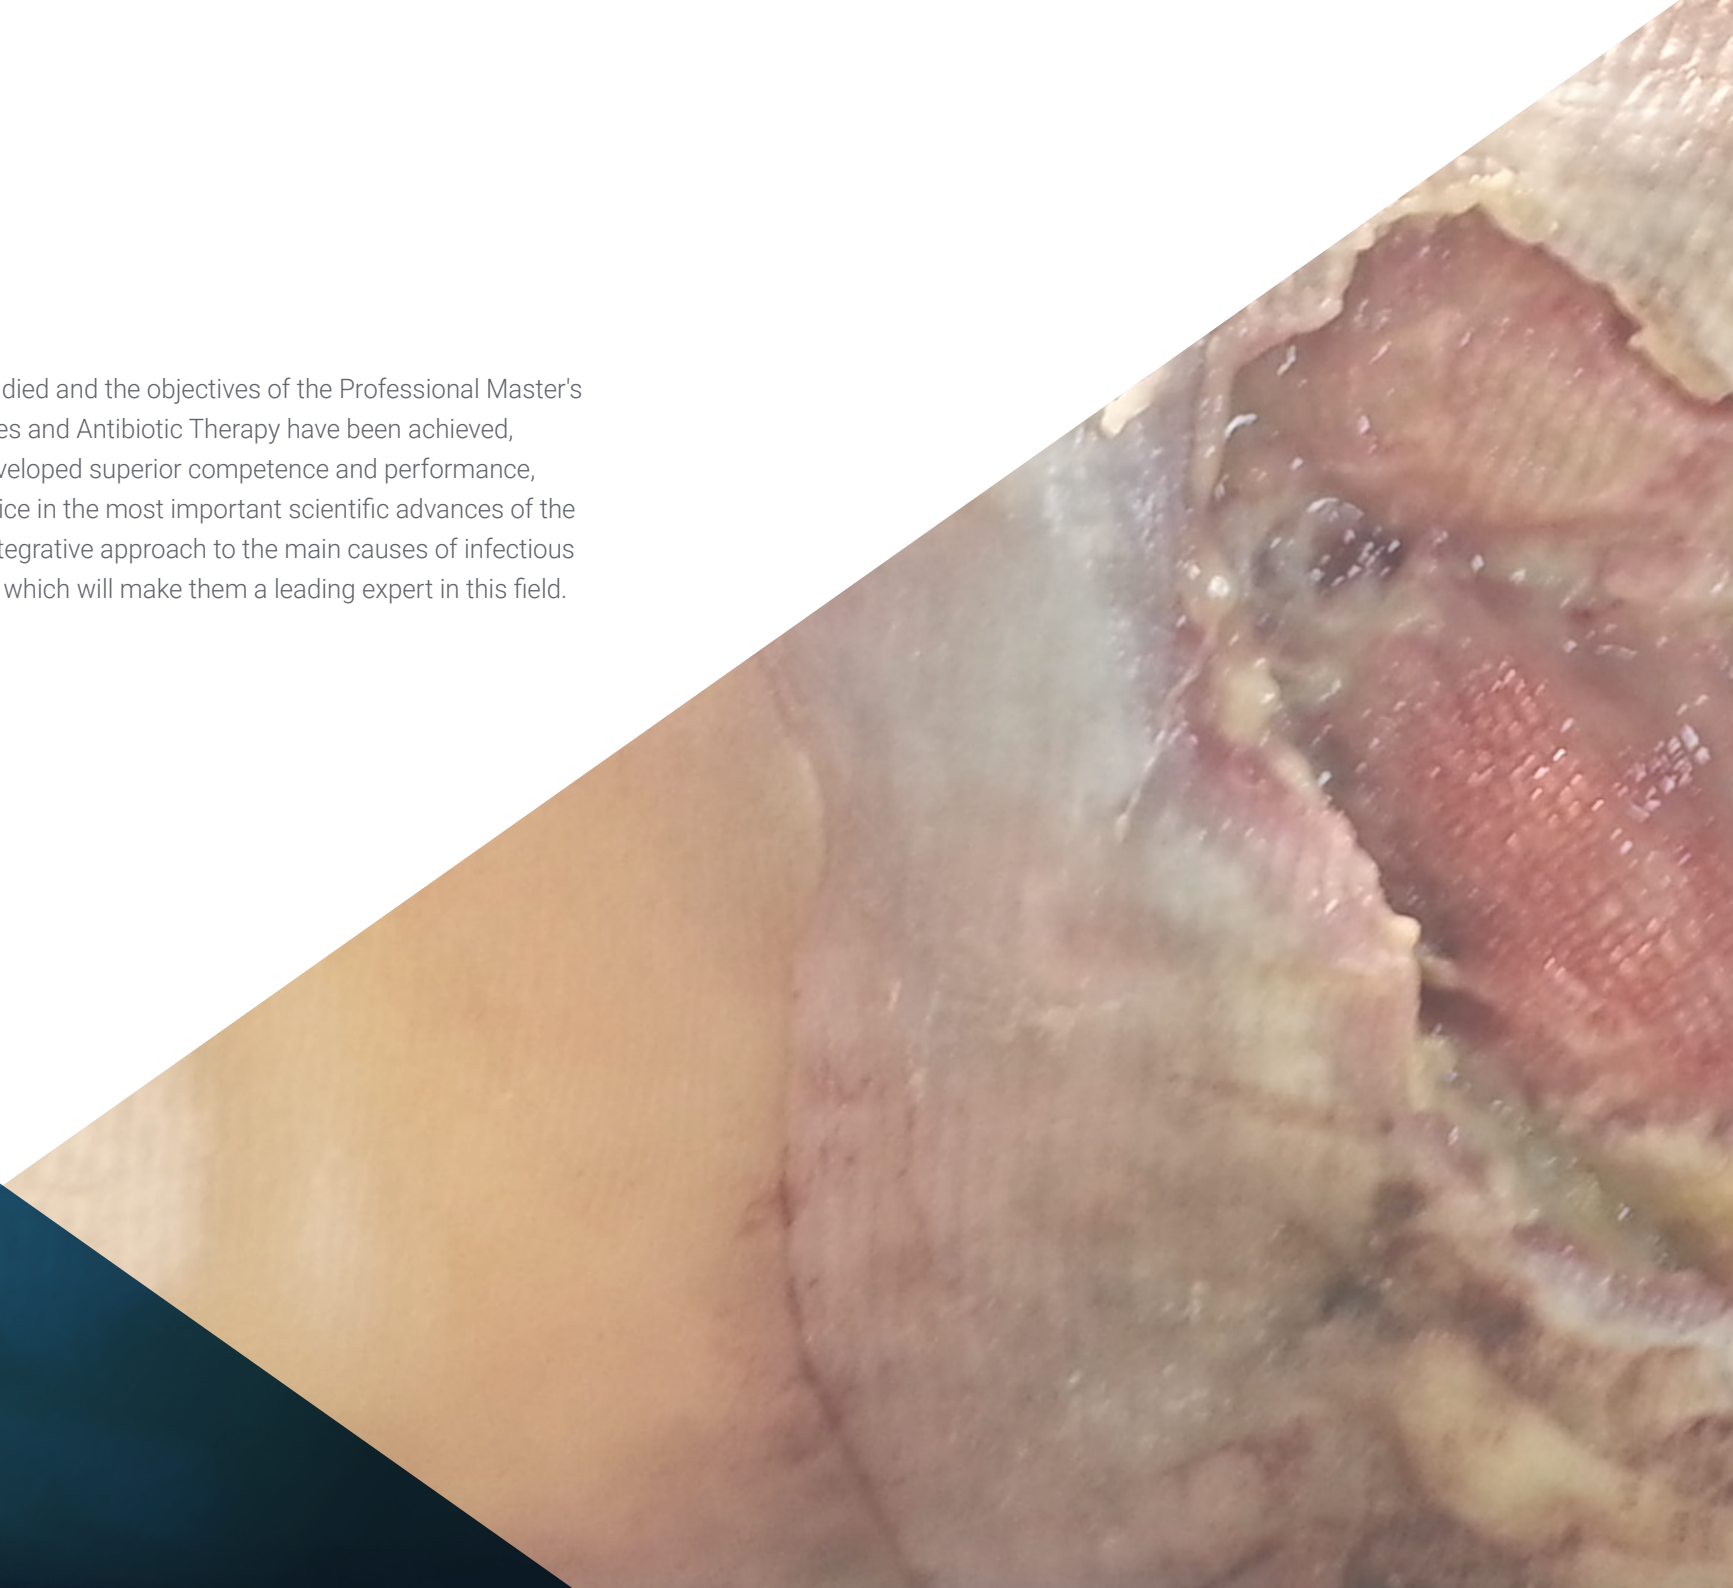 died and the objectives of the Professional Master's
es and Antibiotic Therapy have been achieved,
veloped superior competence and performance,
ice in the most important scientific advances of the
tegrative approach to the main causes of infectious
which will make them a leading expert in this field.